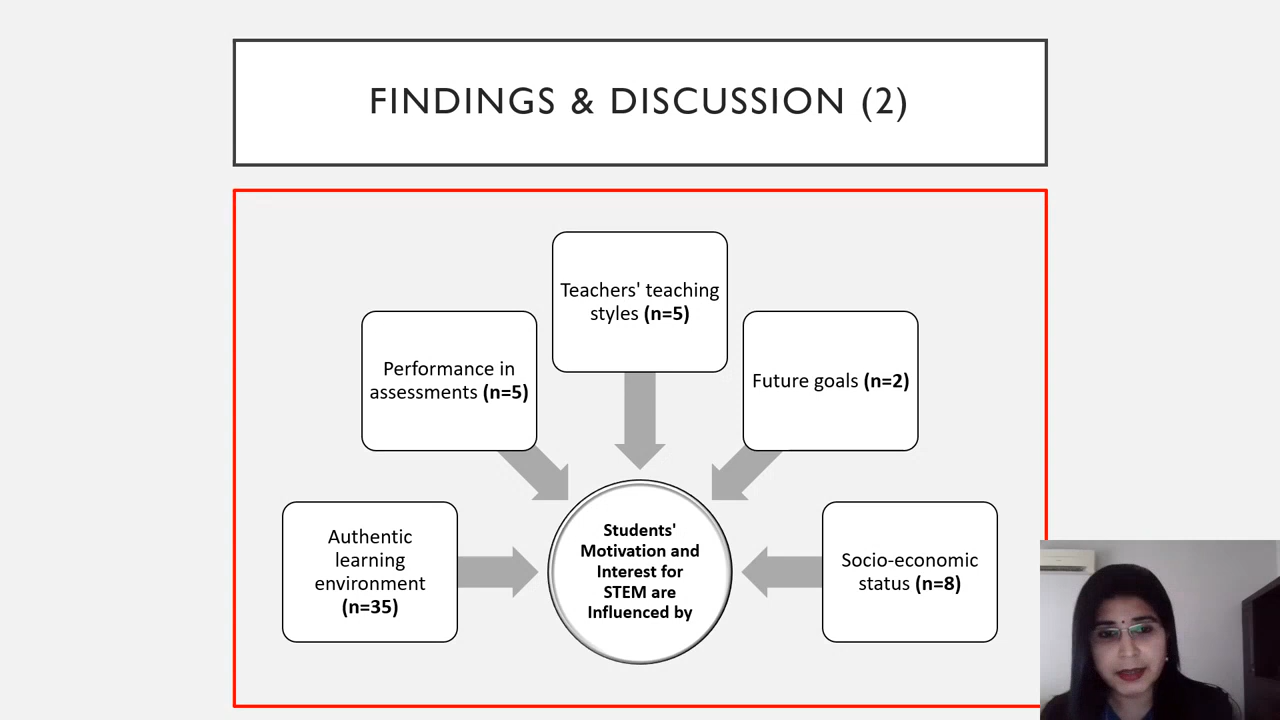 FINDINGS & DISCUSSION (2)
Teachers' teaching
styles (n=5)
Performance in
assessments (n=5)
Future goals (n=2)
Authentic
learning
environment
(n=35)
Students'
Motivation and
Interest for
STEM are
Influenced by
Socio-economic
status (n=8)